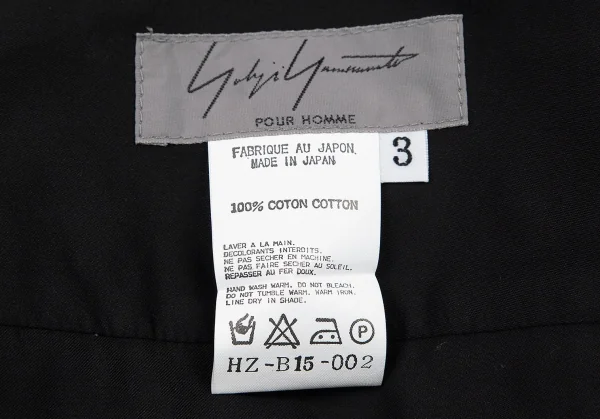 Yohji Yamamoto
POUR HOMME
3
FABRIQUE AU JAPON.
MADE IN JAPAN
100% COTON COTTON
LAVER A LA MAIN.
DECOLORANTS INTERDITS.
NE PAS SECHER EN MACHINE.
NE PAS FAIRE SECHER AU SOLEIL.
REPASSER AU FER DOUX.
HAND WASH WARM. DO NOT BLEACH.
DO NOT TUMBLE WARM. WARM IRON.
LINE DRY IN SHADE.
P
HZ-B15-002